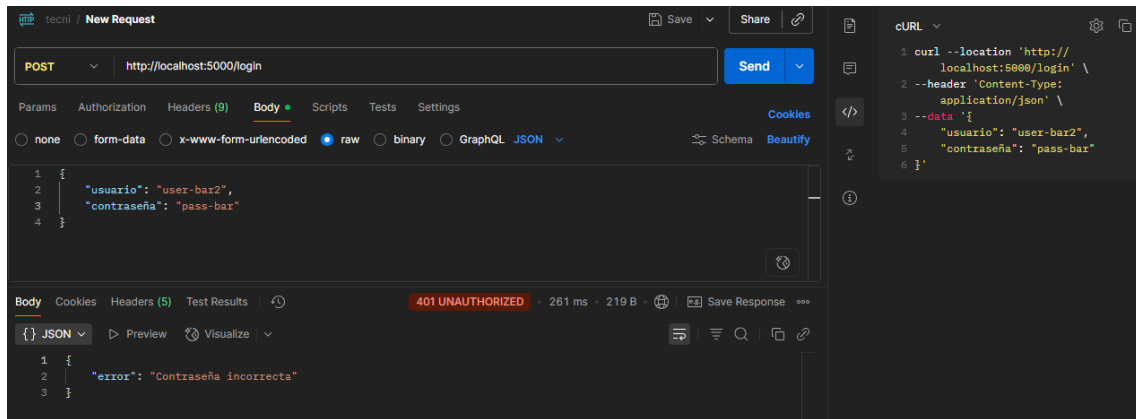 HTTP tecni / New Request
Save
Share
POST
http://localhost:5000/login
Send
Params Authorization Headers (9) Body Scripts Tests Settings
Cookies
none form-data x-www-form-urlencoded raw binary GraphQL JSON
Schema Beautify
1 {
2 "usuario": "user-bar2",
3 "contraseña": "pass-bar"
4 }
Body Cookies Headers (5) Test Results
401 UNAUTHORIZED 261 ms 219 B
e.g. Save Response
{} JSON Preview Visualize
1 {
2 "error": "Contraseña incorrecta"
3 }
cURL
1 curl --location 'http://
localhost:5000/login' \
2 --header 'Content-Type:
application/json' \
3 --data '{
4 "usuario": "user-bar2",
5 "contraseña": "pass-bar"
6 }'